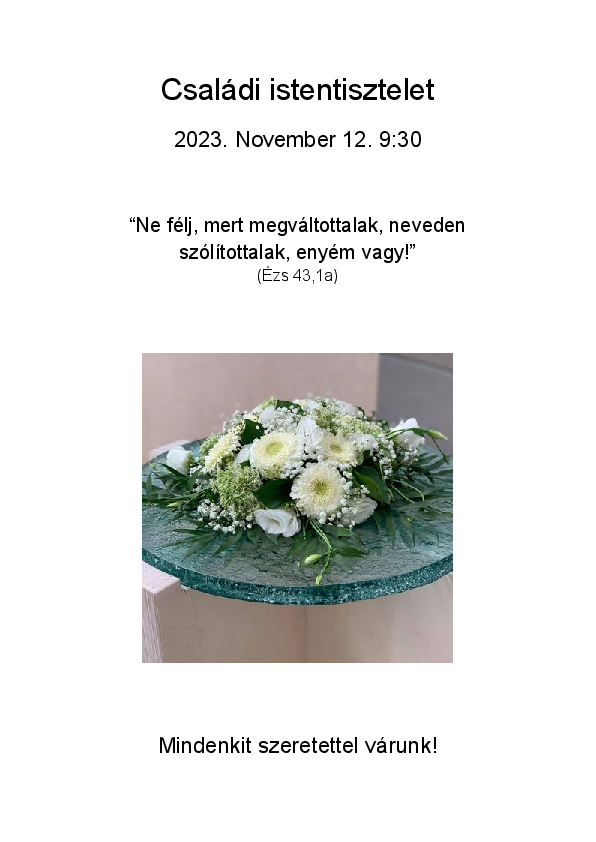 Családi istentisztelet
2023. November 12. 9:30
“Ne félj, mert megváltottalak, neveden
szólítottalak, enyém vagy!”
(Ézs 43,1a)
Mindenkit szeretettel várunk!